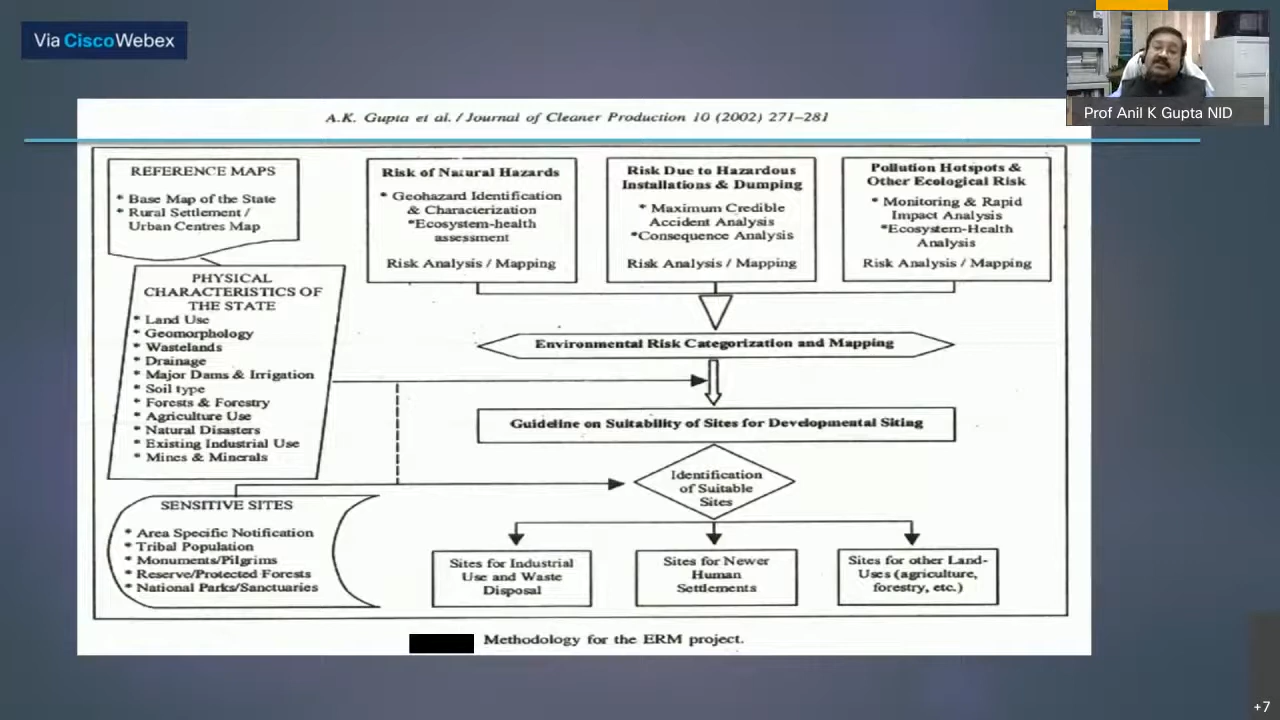 Via CiscoWebex
Prof Anil K Gupta NID
A.K. Gupta et al. / Journal of Cleaner Production 10 (2002) 271–281
REFERENCE MAPS
* Base Map of the State
* Rural Settlement /
Urban Centres Map
PHYSICAL
CHARACTERISTICS OF
THE STATE
* Land Use
* Geomorphology
* Wastelands
* Drainage
* Major Dams & Irrigation
* Soil type
* Forests & Forestry
* Agriculture Use
* Natural Disasters
* Existing Industrial Use
* Mines & Minerals
SENSITIVE SITES
* Area Specific Notification
* Tribal Population
* Monuments/Pilgrims
* Reserve/Protected Forests
* National Parks/Sanctuaries
Risk of Natural Hazards
* Geohazard Identification
& Characterization
*Ecosystem-health
assessment
Risk Analysis / Mapping
Risk Due to Hazardous
Installations & Dumping
* Maximum Credible
Accident Analysis
*Consequence Analysis
Risk Analysis / Mapping
Pollution Hotspots &
Other Ecological Risk
* Monitoring & Rapid
Impact Analysis
*Ecosystem-Health
Analysis
Risk Analysis / Mapping
Environmental Risk Categorization and Mapping
Guideline on Suitability of Sites for Developmental Siting
Identification
of Suitable
Sites
Sites for Industrial
Use and Waste
Disposal
Sites for Newer
Human
Settlements
Sites for other Land-
Uses (agriculture,
forestry, etc.)
Methodology for the ERM project.
+7